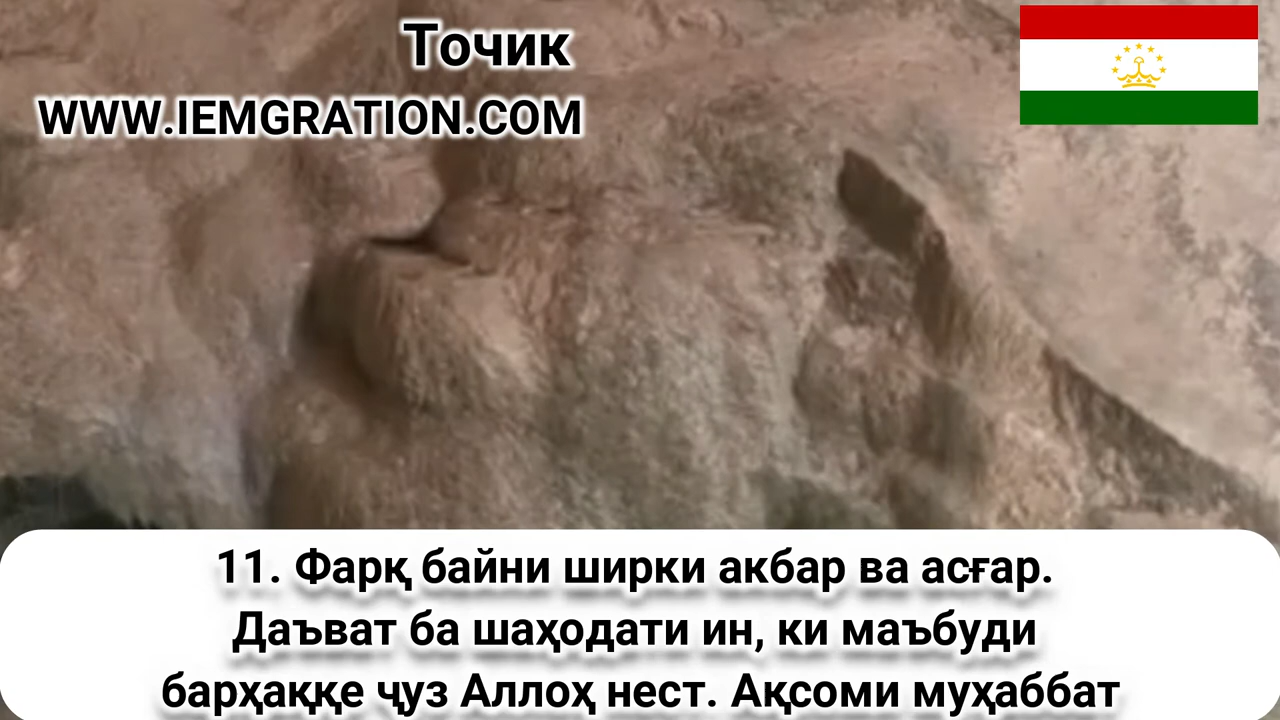 Точик
WWW.IEMGRATION.COM
11. Фарқ байни ширки акбар ва асғар.
Даъват ба шаҳодати ин, ки маъбуди
барҳаққе ҷуз Аллоҳ нест. Ақсоми муҳаббат